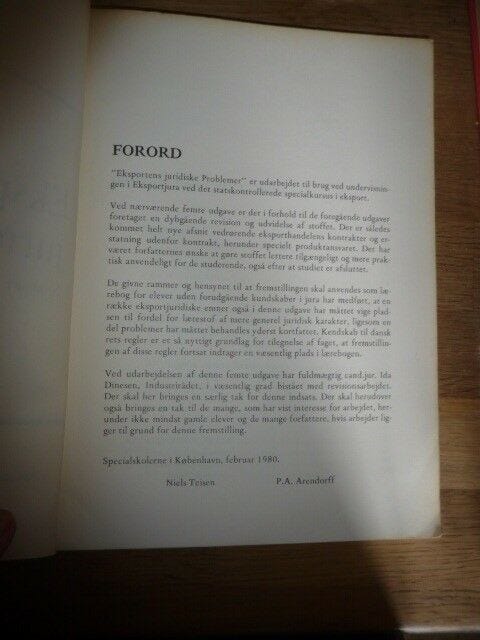 FORORD
"Eksportens juridiske Problemer" er udarbejdet til brug ved undervisnin-
gen i Eksportjura ved det statskontrollerede specialkursus i eksport.
Ved nærværende femte udgave er der i forhold til de foregående udgaver
foretaget en dybgående revision og udvidelse af stoffet. Der er således
kommet helt nye afsnit vedrørende eksporthandelens kontrakter og er-
statning udenfor kontrakt, herunder specielt produktansvaret. Der har
været forfatternes ønske at gøre stoffet lettere tilgængeligt og mere prak-
tisk anvendeligt for de studerende, også efter at studiet er afsluttet.
De givne rammer og hensynet til at fremstillingen skal anvendes som læ-
rebog for elever uden forudgående kundskaber i jura har medført, at en
række eksportjuridiske emner også i denne udgave har måttet vige plad-
sen til fordel for lærestof af mere generel juridisk karakter, ligesom en
del problemer har måttet behandles yderst kortfattet. Kendskab til dansk
rets regler er et så nyttigt grundlag for tilegnelse af faget, at fremstillin-
gen af disse regler fortsat indtager en væsentlig plads i lærebogen.
Ved udarbejdelsen af denne femte udgave har fuldmægtig cand.jur. Ida
Dinesen, Industrirådet, i væsentlig grad bistået med revisionsarbejdet.
Der skal her bringes en særlig tak for denne indsats. Der skal herudover
også bringes en tak til de mange, som har vist interesse for arbejdet, her-
under ikke mindst gamle elever og de mange forfattere, hvis arbejder lig-
ger til grund for denne fremstilling.
Specialskolerne i København, februar 1980.
Niels Teisen P.A. Arendorff